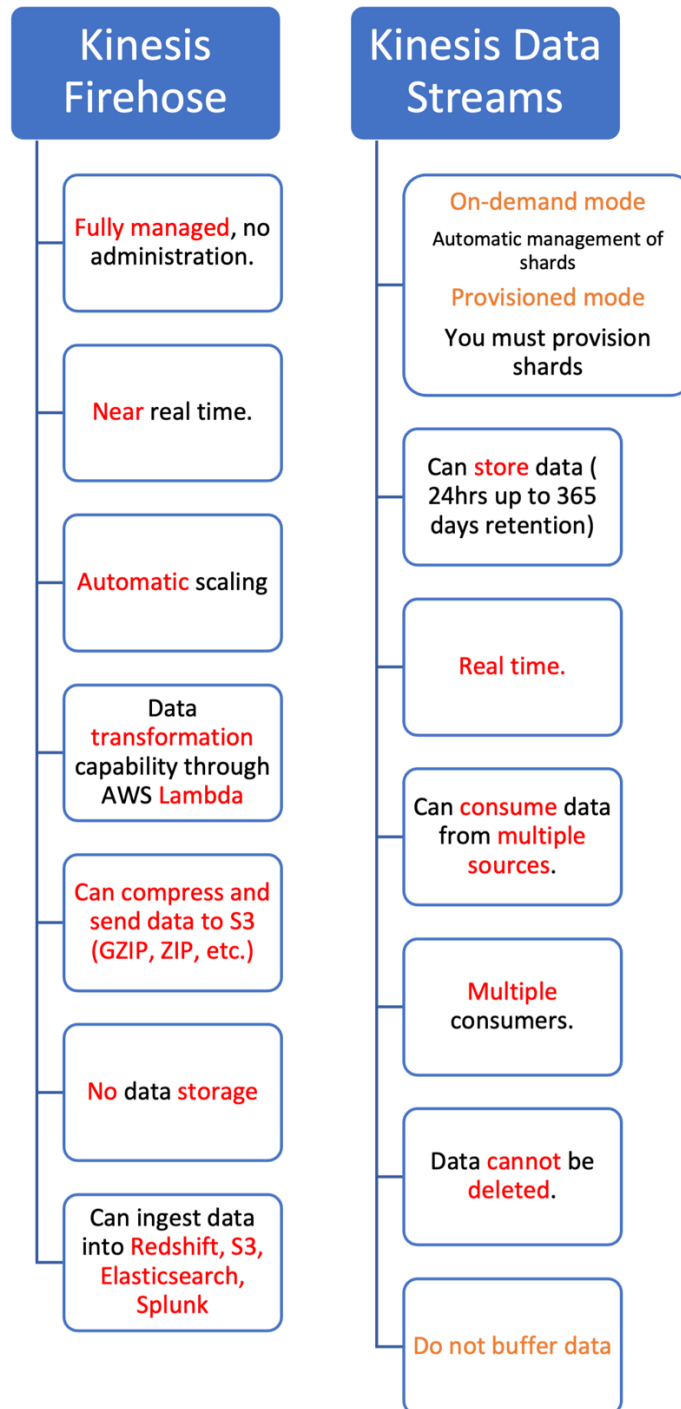 Kinesis
Firehose
Fully managed, no
administration.
Near real time.
Automatic scaling
Data
transformation
capability through
AWS Lambda
Can compress and
send data to S3
(GZIP, ZIP, etc.)
No data storage
Can ingest data
into Redshift, S3,
Elasticsearch,
Splunk
Kinesis Data
Streams
On-demand mode
Automatic management of
shards
Provisioned mode
You must provision
shards
Can store data (
24hrs up to 365
days retention)
Real time.
Can consume data
from multiple
sources.
Multiple
consumers.
Data cannot be
deleted.
Do not buffer data